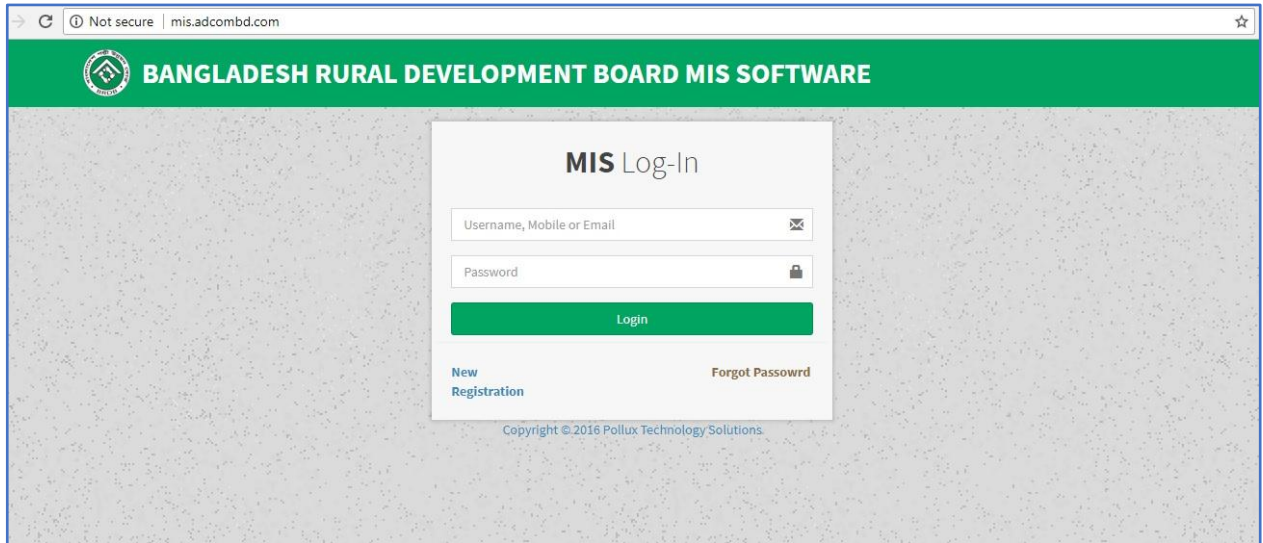 Not secure | mis.adcombd.com
BANGLADESH RURAL DEVELOPMENT BOARD MIS SOFTWARE
MIS Log-In
Username, Mobile or Email
Password
Login
New
Registration
Forgot Passowrd
Copyright © 2016 Pollux Technology Solutions.